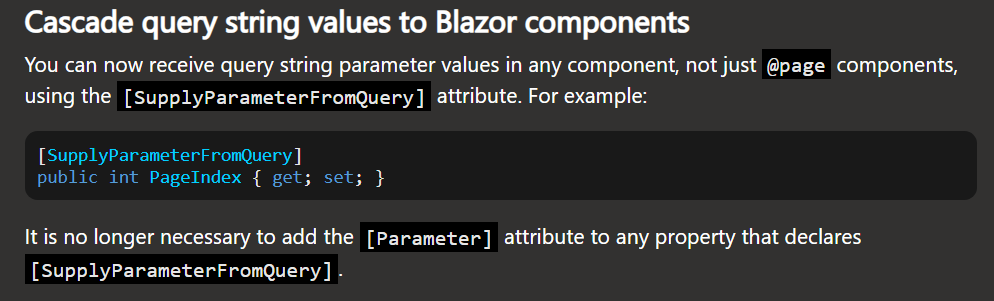 Cascade query string values to Blazor components
You can now receive query string parameter values in any component, not just @page components,
using the [SupplyParameterFromQuery] attribute. For example:
[SupplyParameterFromQuery]
public int PageIndex { get; set; }
It is no longer necessary to add the [Parameter] attribute to any property that declares
[SupplyParameterFromQuery].